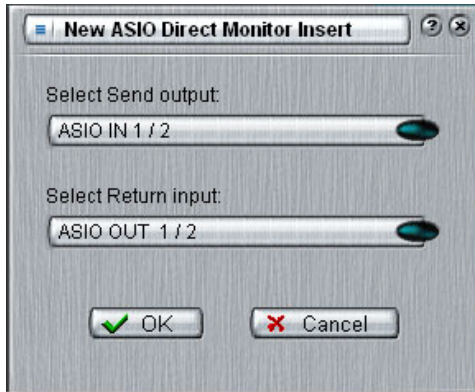 New ASIO Direct Monitor Insert ?
Select Send output:
ASIO IN 1 / 2
Select Return input:
ASIO OUT 1 / 2
OK Cancel